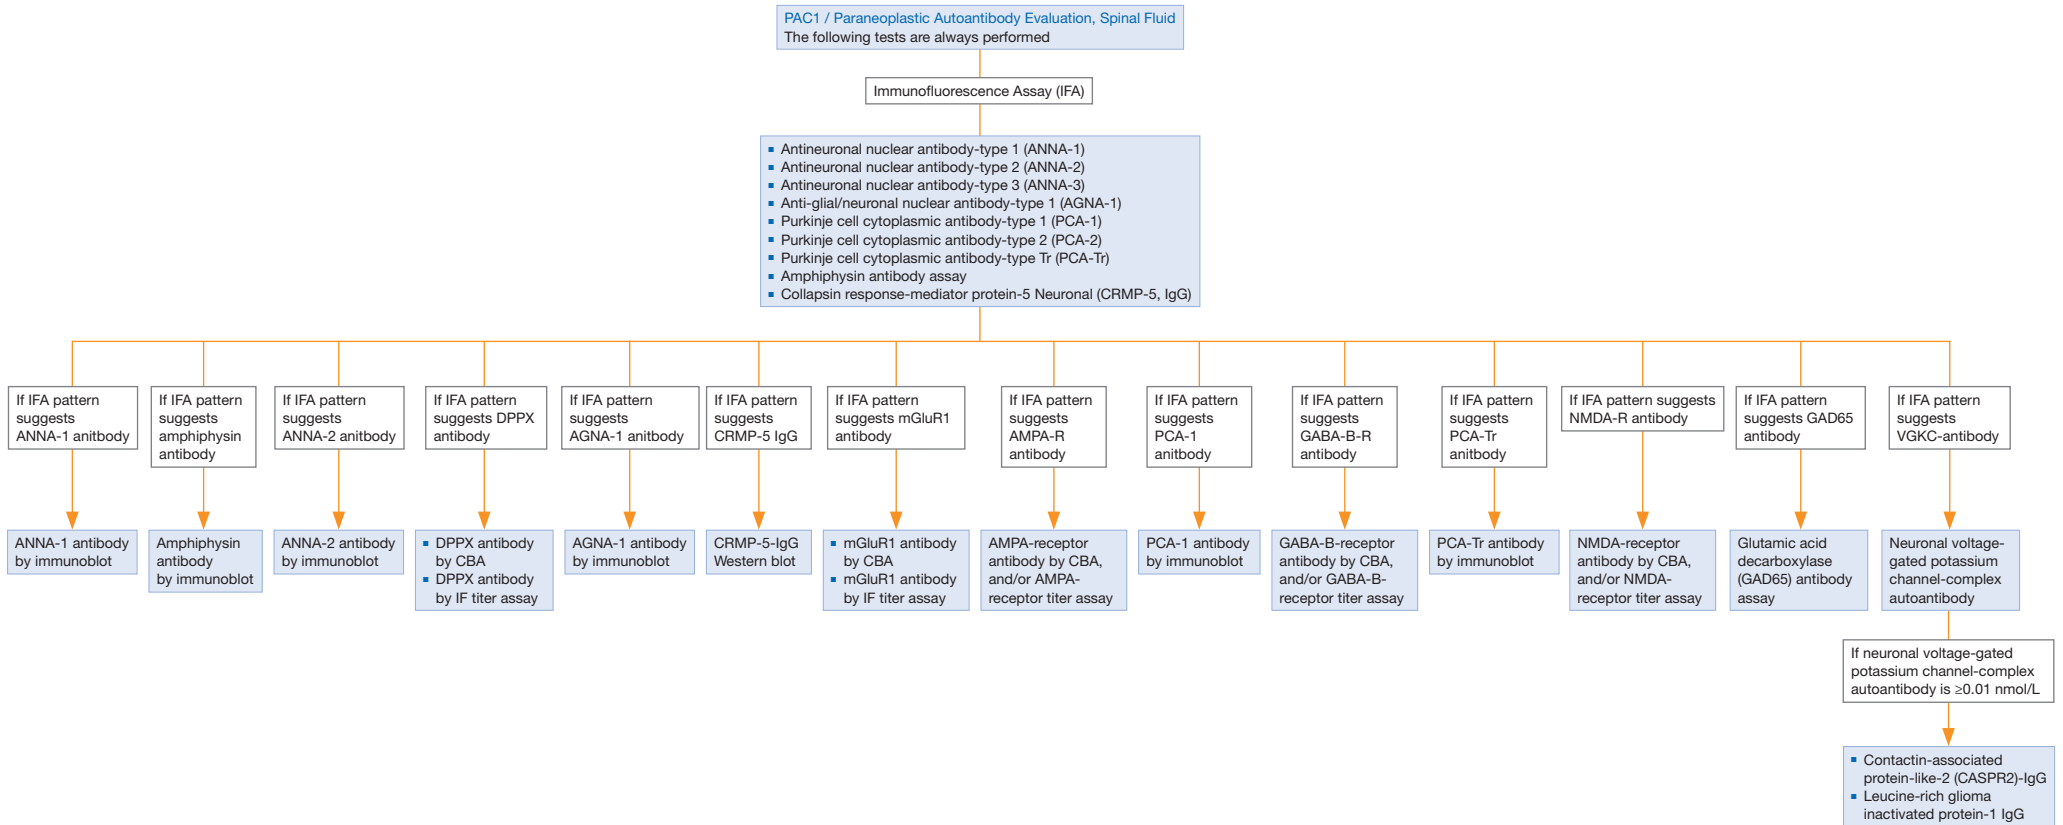 PAC1 / Paraneoplastic Autoantibody Evaluation, Spinal Fluid
The following tests are always performed
Immunofluorescence Assay (IFA)
▪ Antineuronal nuclear antibody-type 1 (ANNA-1)
▪ Antineuronal nuclear antibody-type 2 (ANNA-2)
▪ Antineuronal nuclear antibody-type 3 (ANNA-3)
▪ Anti-glial/neuronal nuclear antibody-type 1 (AGNA-1)
▪ Purkinje cell cytoplasmic antibody-type 1 (PCA-1)
▪ Purkinje cell cytoplasmic antibody-type 2 (PCA-2)
▪ Purkinje cell cytoplasmic antibody-type Tr (PCA-Tr)
▪ Amphiphysin antibody assay
▪ Collapsin response-mediator protein-5 Neuronal (CRMP-5, IgG)
If IFA pattern
suggests
ANNA-1 anitbody
If IFA pattern
suggests
amphiphysin
antibody
If IFA pattern
suggests
ANNA-2 anitbody
If IFA pattern
suggests DPPX
antibody
If IFA pattern
suggests
AGNA-1 anitbody
If IFA pattern
suggests
CRMP-5 IgG
If IFA pattern
suggests mGluR1
antibody
If IFA pattern
suggests
AMPA-R
antibody
If IFA pattern
suggests
PCA-1
anitbody
If IFA pattern
suggests
GABA-B-R
antibody
If IFA pattern
suggests
PCA-Tr
anitbody
If IFA pattern suggests
NMDA-R antibody
If IFA pattern
suggests GAD65
antibody
If IFA pattern
suggests
VGKC-antibody
ANNA-1 antibody
by immunoblot
Amphiphysin
antibody
by immunoblot
ANNA-2 antibody
by immunoblot
▪ DPPX antibody
by CBA
▪ DPPX antibody
by IF titer assay
AGNA-1 antibody
by immunoblot
CRMP-5-IgG
Western blot
▪ mGluR1 antibody
by CBA
▪ mGluR1 antibody
by IF titer assay
AMPA-receptor
antibody by CBA,
and/or AMPA-
receptor titer assay
PCA-1 antibody
by immunoblot
GABA-B-receptor
antibody by CBA,
and/or GABA-B-
receptor titer assay
PCA-Tr antibody
by immunoblot
NMDA-receptor
antibody by CBA,
and/or NMDA-
receptor titer assay
Glutamic acid
decarboxylase
(GAD65) antibody
assay
Neuronal voltage-
gated potassium
channel-complex
autoantibody
If neuronal voltage-gated
potassium channel-complex
autoantibody is ≥0.01 nmol/L
▪ Contactin-associated
protein-like-2 (CASPR2)-IgG
▪ Leucine-rich glioma
inactivated protein-1 IgG